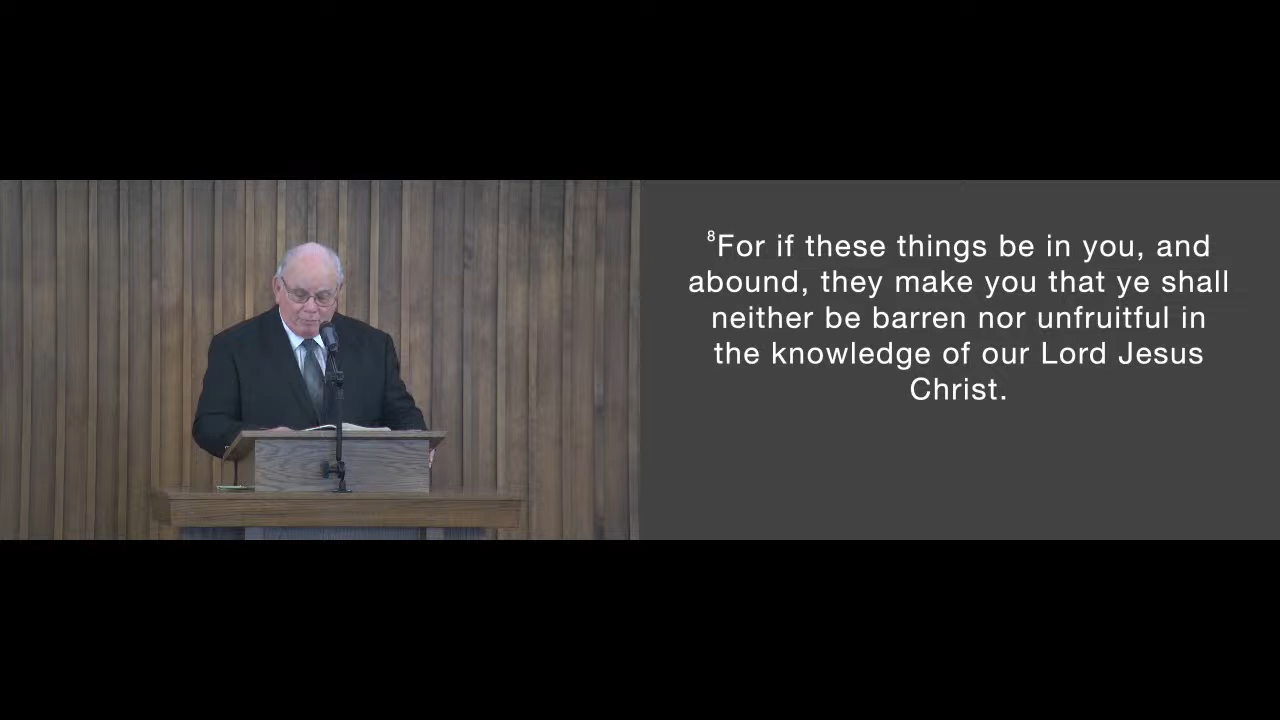 ⁸For if these things be in you, and
abound, they make you that ye shall
neither be barren nor unfruitful in
the knowledge of our Lord Jesus
Christ.